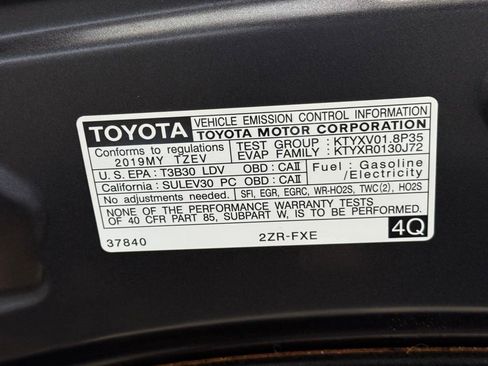 TOYOTA VEHICLE EMISSION CONTROL INFORMATION
TOYOTA MOTOR CORPORATION
Conforms to regulations
2019MY TZEV
TEST GROUP : KTYXV01.8P35
EVAP FAMILY : KTYXR0130J72
U.S. EPA : T3B30 LDV OBD : CAⅡ
California : SULEV30 PC OBD : CAⅡ
Fuel : Gasoline
/Electricity
No adjustments needed. SFI, EGR, EGRC, WR-HO2S, TWC(2), HO2S
NONE OF THE PERFORMANCE WARRANTY TESTS
OF 40 CFR PART 85, SUBPART W, IS TO BE USED.
37840 2ZR-FXE 4Q